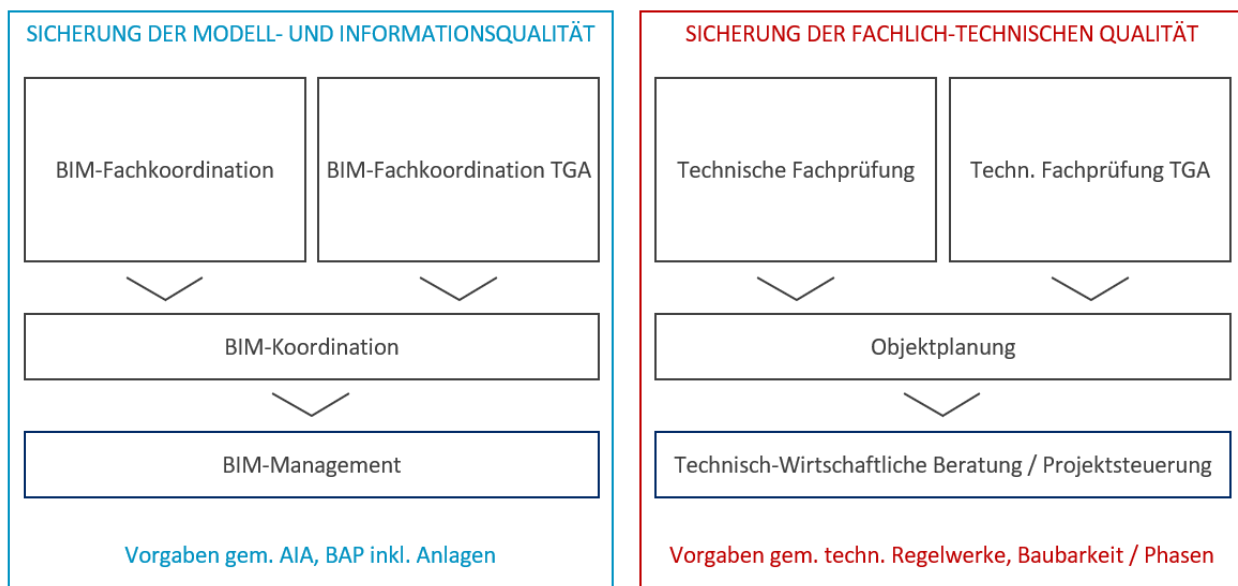 SICHERUNG DER MODELL- UND INFORMATIONSQUALITÄT
BIM-Fachkoordination
BIM-Fachkoordination TGA
BIM-Koordination
BIM-Management
Vorgaben gem. AIA, BAP inkl. Anlagen
SICHERUNG DER FACHLICH-TECHNISCHEN QUALITÄT
Technische Fachprüfung
Techn. Fachprüfung TGA
Objektplanung
Technisch-Wirtschaftliche Beratung / Projektsteuerung
Vorgaben gem. techn. Regelwerke, Baubarkeit / Phasen